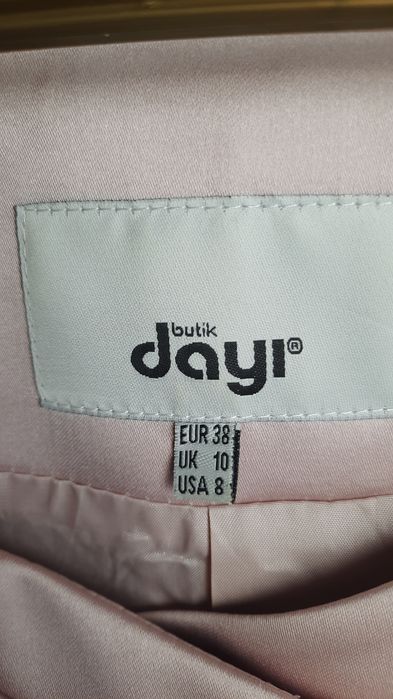 butik
dayı®
EUR 38
UK 10
USA 8